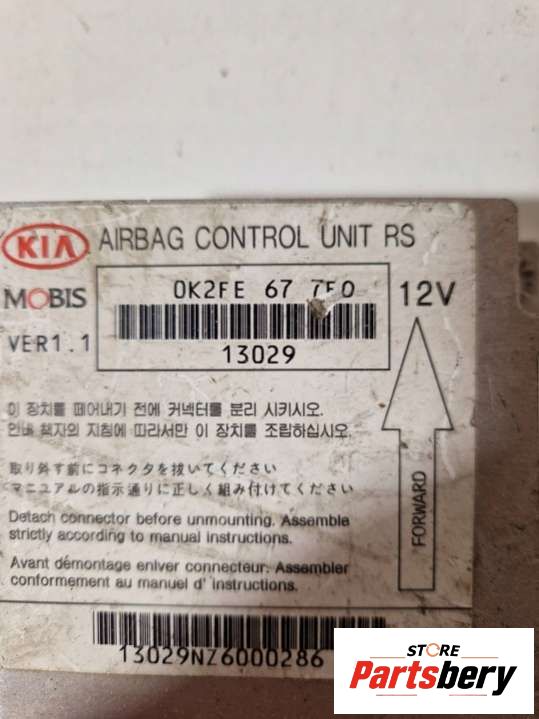 KIA AIRBAG CONTROL UNIT RS
MOBIS
VER1.1
0K2FE 67 7F0
13029
12V
이 장치를 떼어내기 전에 커넥터를 분리 시키시오.
안내 책자의 지침에 따라서만 이 장치를 조립하십시오.
取り外す前にコネクタを抜いてください
マニュアルの指示通りに正しく組み付けてください
Detach connector before unmounting. Assemble
strictly according to manual instructions.
Avant démontage enlver connecteur. Assembler
conformement au manuel d' instructions.
FORWARD
13029NZ6000286
STORE
Partsbery